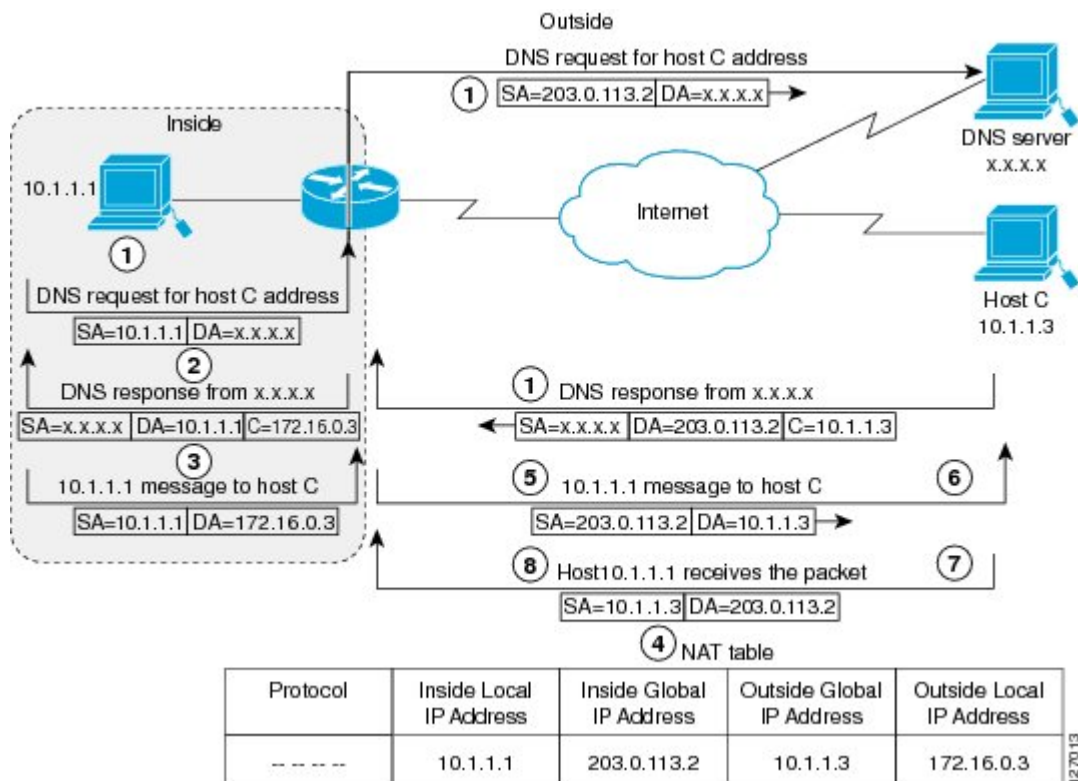 Outside
DNS request for host C address
1 SA=203.0.113.2 DA=x.x.x.x
Inside
DNS server
x.x.x.x
10.1.1.1
Internet
1
DNS request for host C address
SA=10.1.1.1 DA=x.x.x.x
Host C
10.1.1.3
2
DNS response from x.x.x.x
SA=x.x.x.x DA=10.1.1.1 C=172.16.0.3
1 DNS response from x.x.x.x
SA=x.x.x.x DA=203.0.113.2 C=10.1.1.3
3
10.1.1.1 message to host C
SA=10.1.1.1 DA=172.16.0.3
5 10.1.1.1 message to host C 6
SA=203.0.113.2 DA=10.1.1.3
8 Host10.1.1.1 receives the packet 7
SA=10.1.1.3 DA=203.0.113.2
4 NAT table
Protocol Inside Local IP Address Inside Global IP Address Outside Global IP Address Outside Local IP Address
-- -- -- -- 10.1.1.1 203.0.113.2 10.1.1.3 172.16.0.3